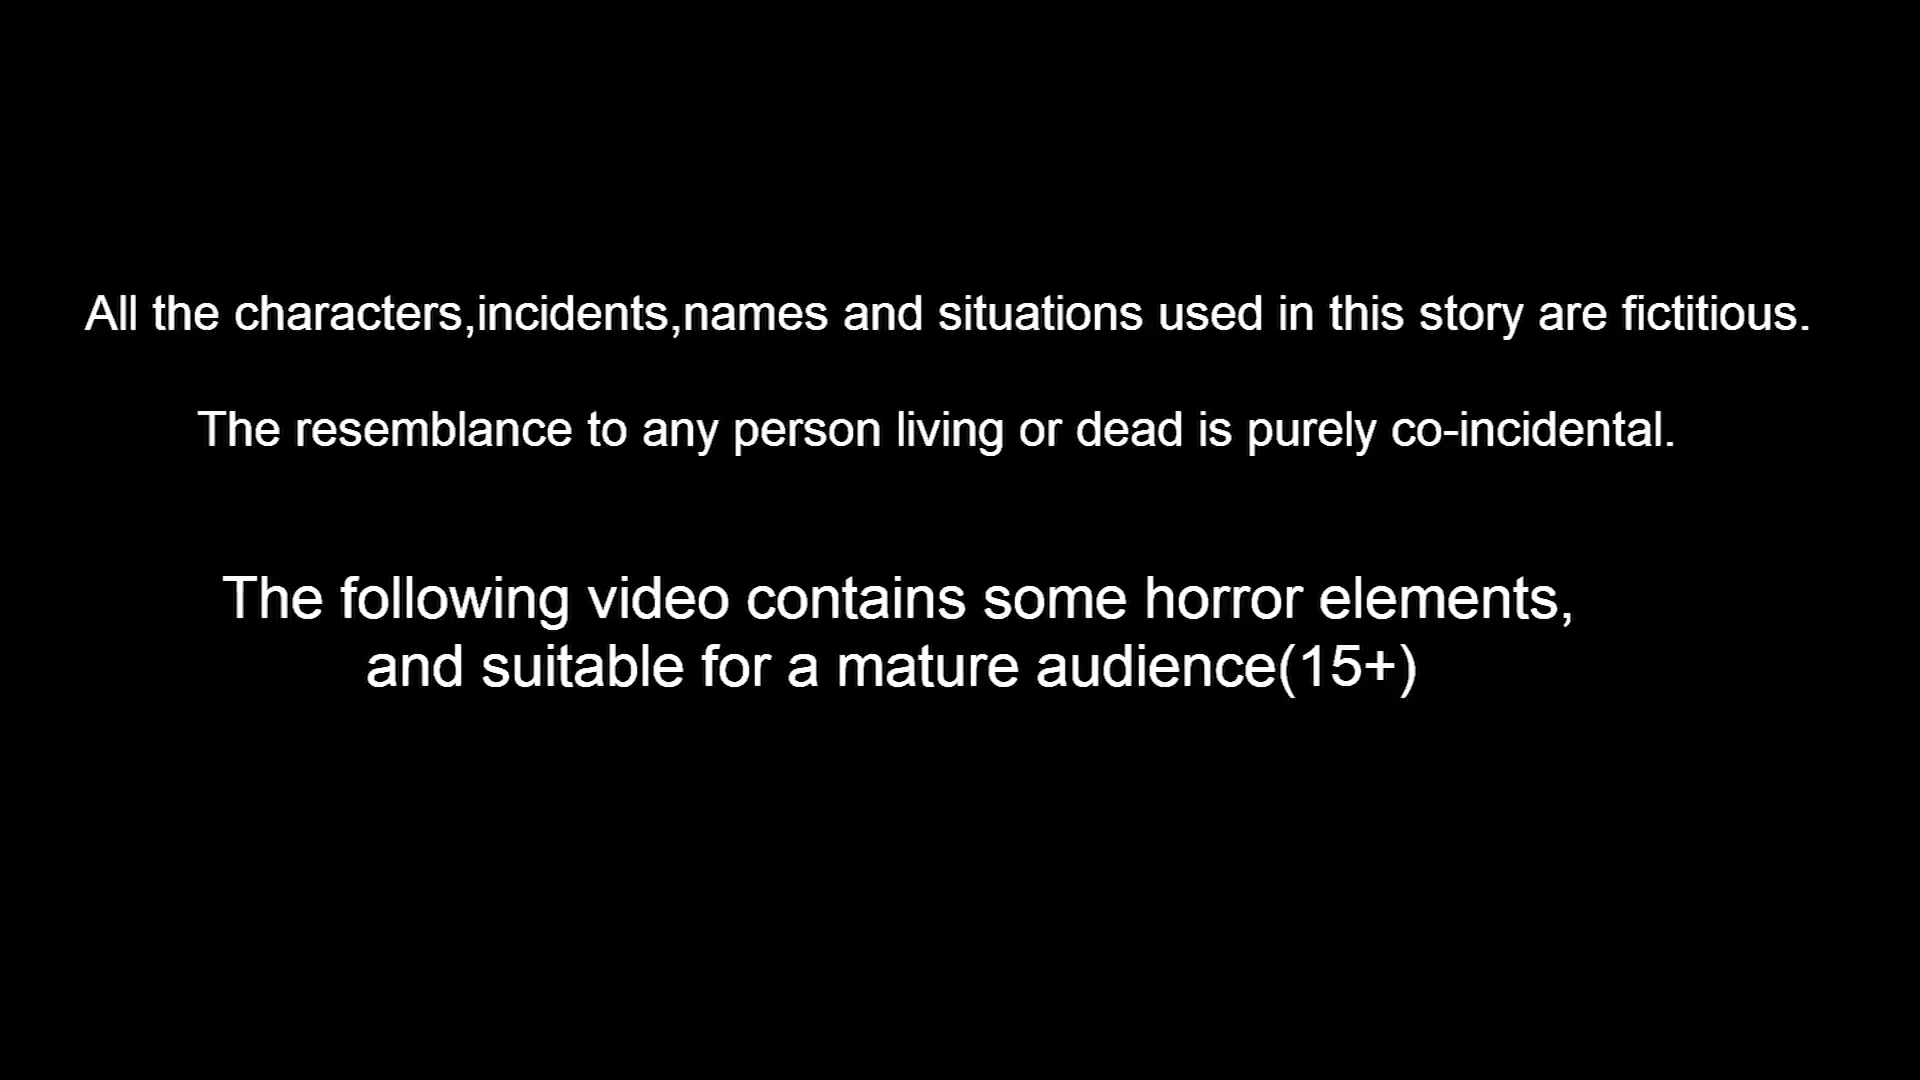 All the characters,incidents,names and situations used in this story are fictitious.
The resemblance to any person living or dead is purely co-incidental.
The following video contains some horror elements,
and suitable for a mature audience(15+)